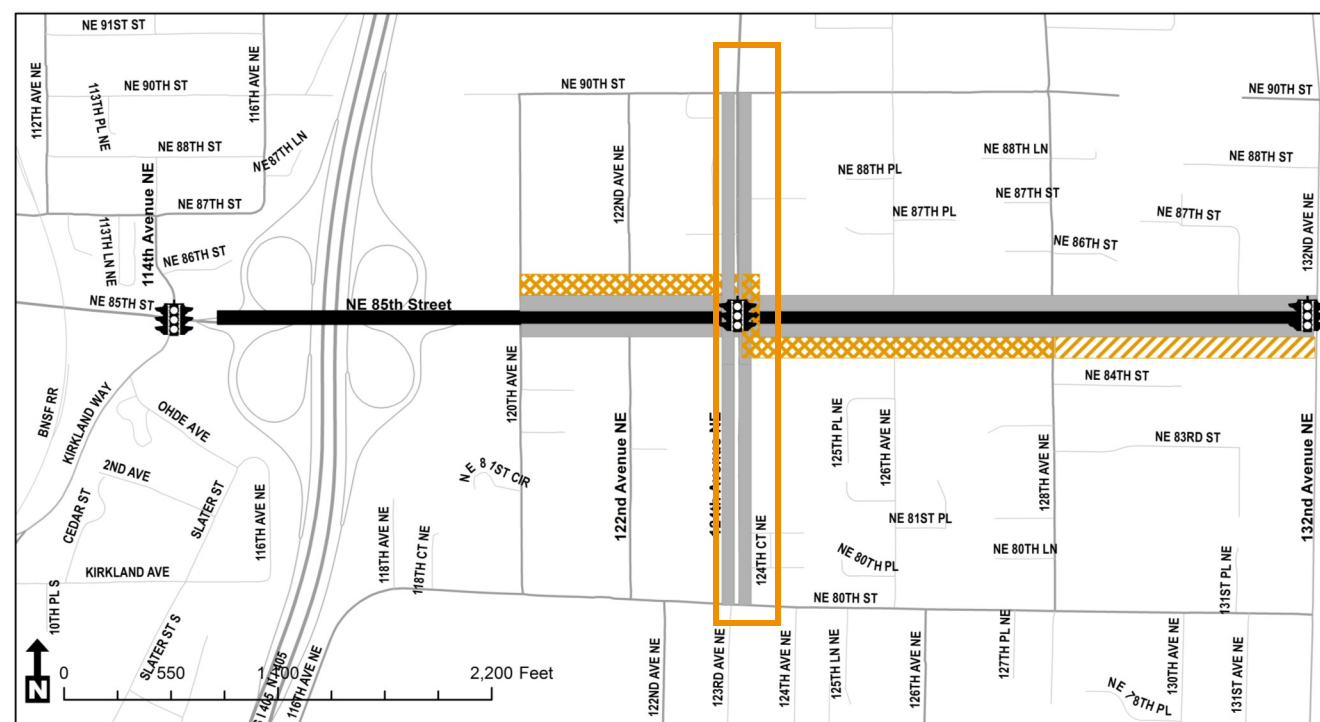 NE 91ST ST
112TH AVE NE
NE 90TH ST
113TH PL NE
116TH AVE NE
NE 88TH ST
NE87TH LN
114th Avenue NE
NE 87TH ST
113TH LN NE
NE 86TH ST
NE 85TH ST
NE 85th Street
NE 90TH ST
122ND AVE NE
NE 90TH ST
NE 88TH LN
NE 88TH PL
NE 88TH ST
NE 87TH ST
NE 87TH PL
NE 87TH ST
NE 86TH ST
132ND AVE NE
BNSF RR
KIRKLAND WAY
OHDE AVE
2ND AVE
CEDAR ST
SLATER ST
116TH AVE NE
KIRKLAND AVE
10TH PL S
SLATER ST S
120TH AVE NE
NE 81ST CIR
118TH AVE NE
118TH CT NE
122nd Avenue NE
124th Avenue NE
124TH CT NE
NE 84TH ST
125TH PL NE
126TH AVE NE
128TH AVE NE
NE 83RD ST
132nd Avenue NE
NE 81ST PL
NE 80TH PL
NE 80TH LN
NE 80TH ST
131ST PL NE
122ND AVE NE
123RD AVE NE
124TH AVE NE
125TH LN NE
126TH AVE NE
127TH PL NE
130TH AVE NE
131ST AVE NE
NE 78TH PL
116TH AVE NE
N
0 550 1,100 2,200 Feet